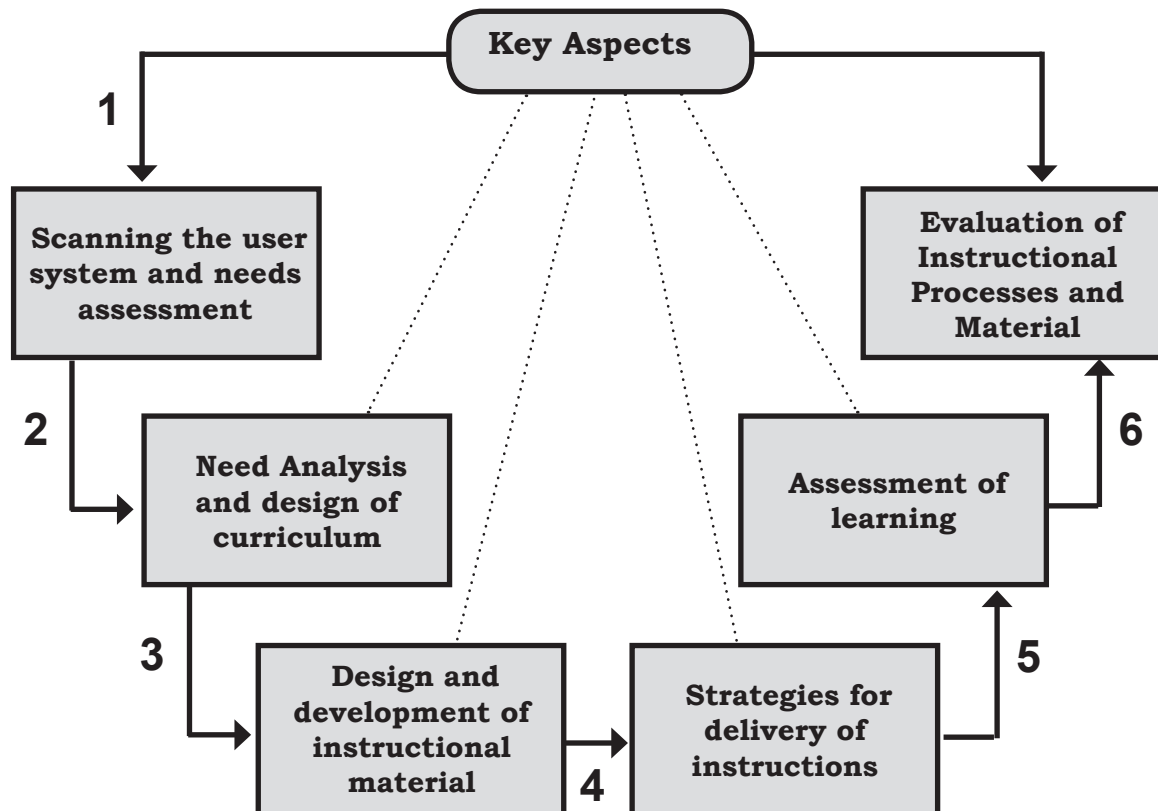 Key Aspects
1
Scanning the user
system and needs
assessment
2
Need Analysis
and design of
curriculum
3
Design and
development of
instructional
material
4
Strategies for
delivery of
instructions
5
Assessment of
learning
6
Evaluation of
Instructional
Processes and
Material